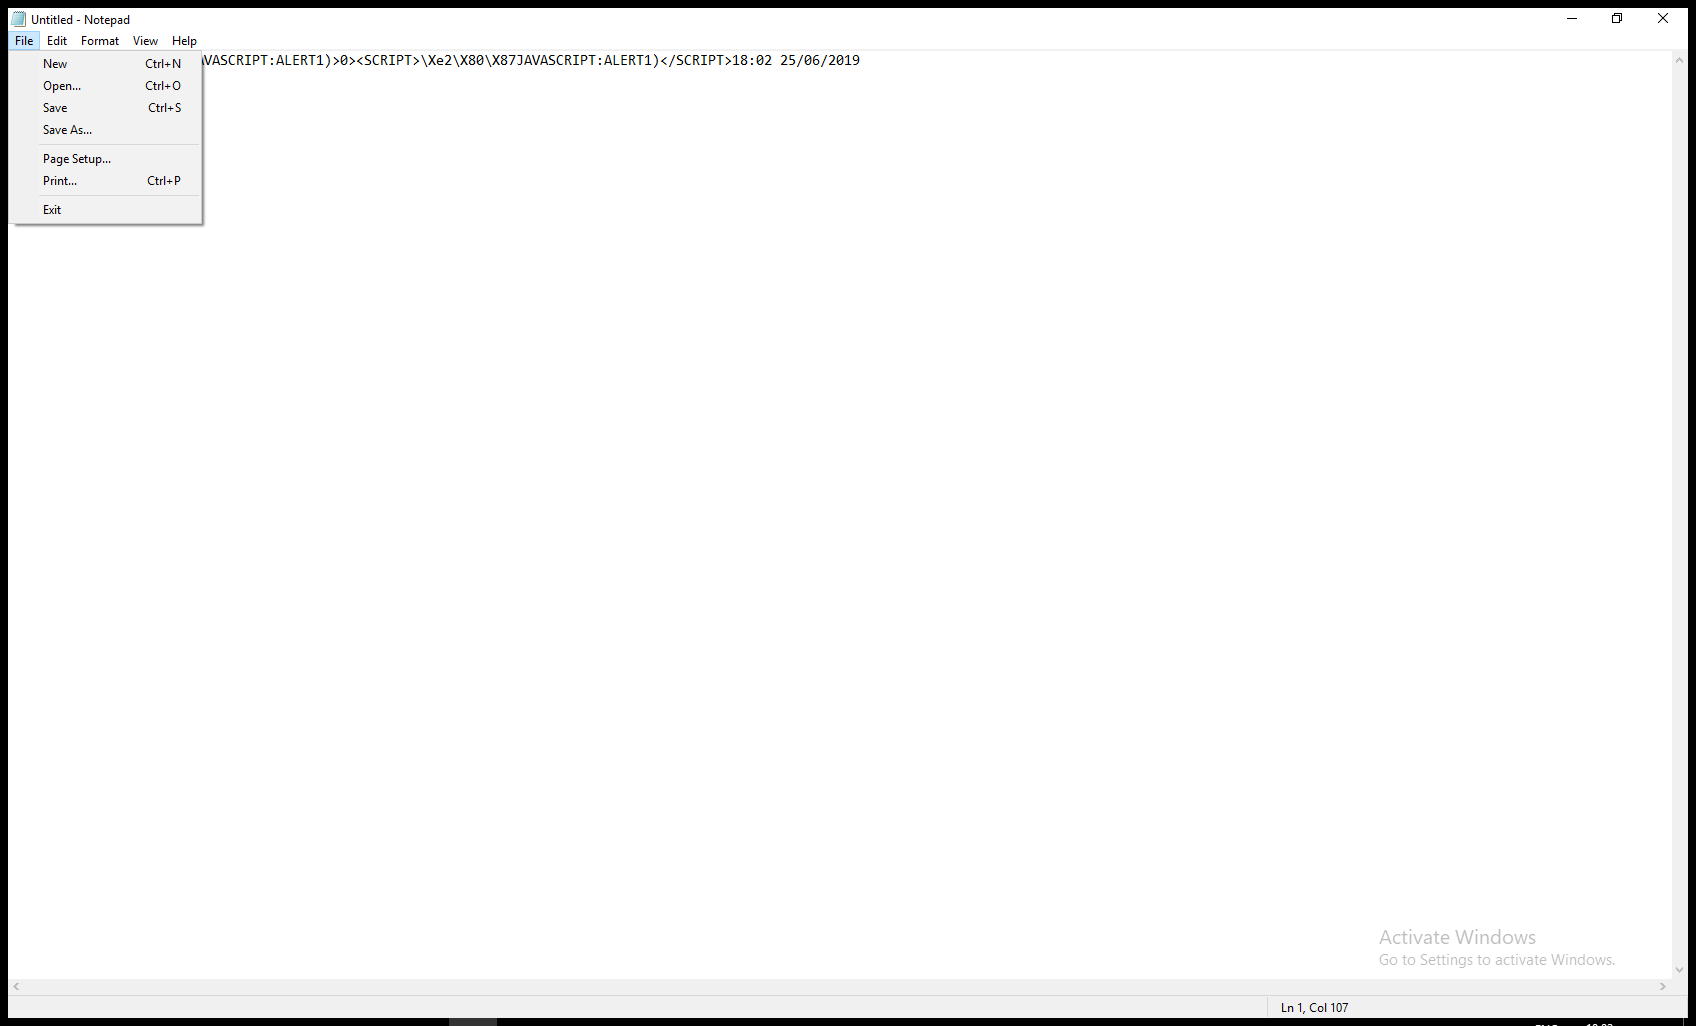 Untitled - Notepad
File Edit Format View Help
VASCRIPT:ALERT1)>0><SCRIPT>\Xe2\X80\X87JAVASCRIPT:ALERT1)</SCRIPT>18:02 25/06/2019
New Ctrl+N
Open... Ctrl+O
Save Ctrl+S
Save As...
Page Setup...
Print... Ctrl+P
Exit
Activate Windows
Go to Settings to activate Windows.
Ln 1, Col 107